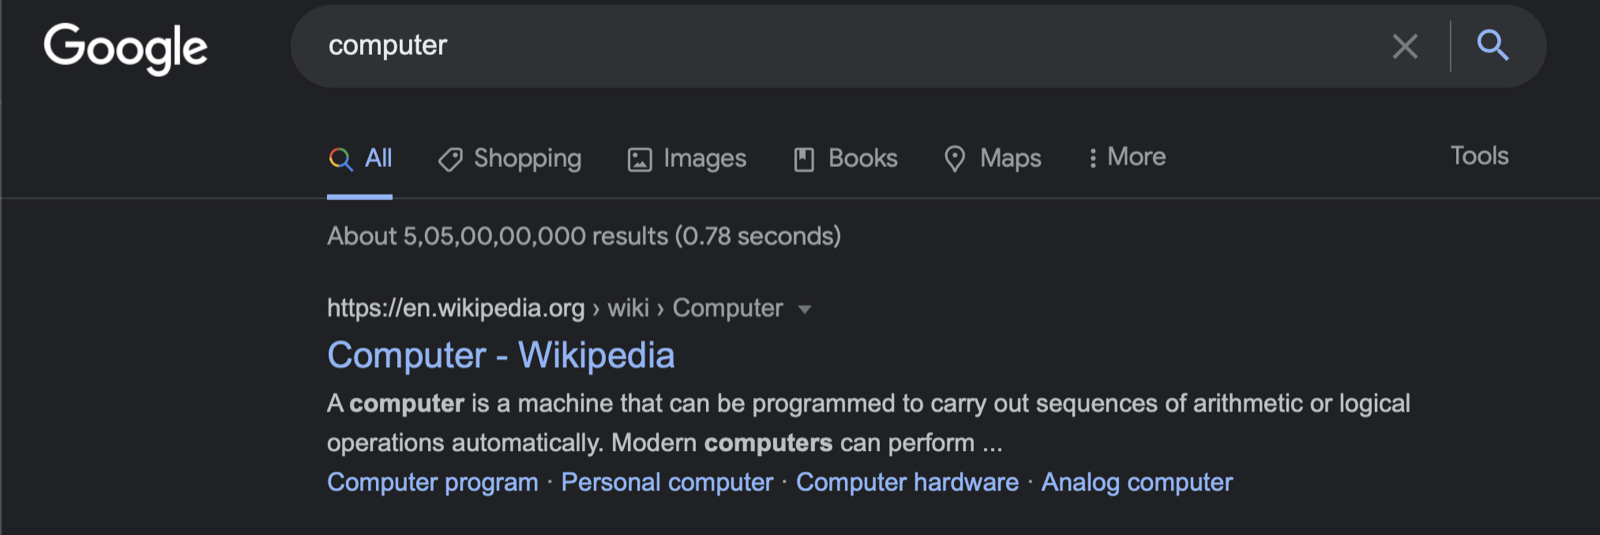 Google computer
All Shopping Images Books Maps More Tools
About 5,05,00,00,000 results (0.78 seconds)
https://en.wikipedia.org › wiki › Computer
Computer - Wikipedia
A computer is a machine that can be programmed to carry out sequences of arithmetic or logical
operations automatically. Modern computers can perform ...
Computer program · Personal computer · Computer hardware · Analog computer